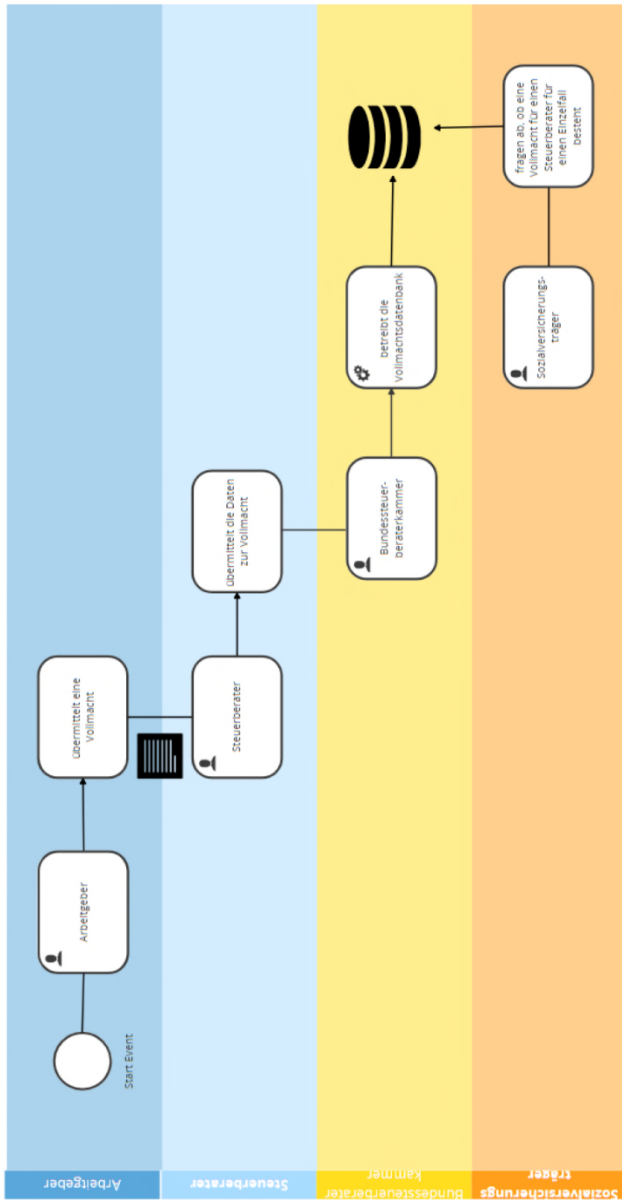 Arbeitgeber
Start Event
Arbeitgeber
übermittelt eine
Vollmacht
Steuerberater
Steuerberater
übermittelt die Daten
zur Vollmacht
Bundessteuerberater
kammer
Bundessteuer-
beraterkammer
betreibt die
Vollmachtsdatenbank
Sozialversicherungs
träger
Sozialversicherungs-
träger
fragen ab, ob eine
Vollmacht für einen
Steuerberater für
einen Einzelfall
besteht